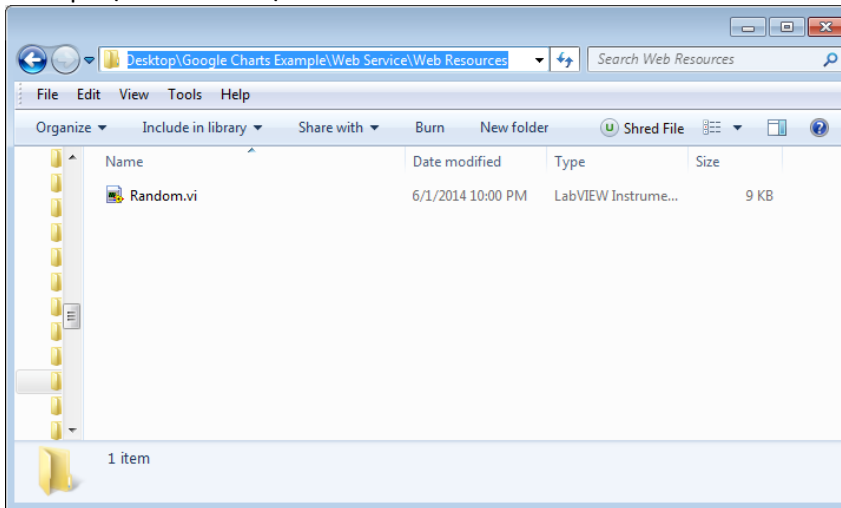 Desktop\Google Charts Example\Web Service\Web Resources
Search Web Resources
File Edit View Tools Help
Organize Include in library Share with Burn New folder U Shred File
Name Date modified Type Size
Random.vi 6/1/2014 10:00 PM LabVIEW Instrume... 9 KB
1 item